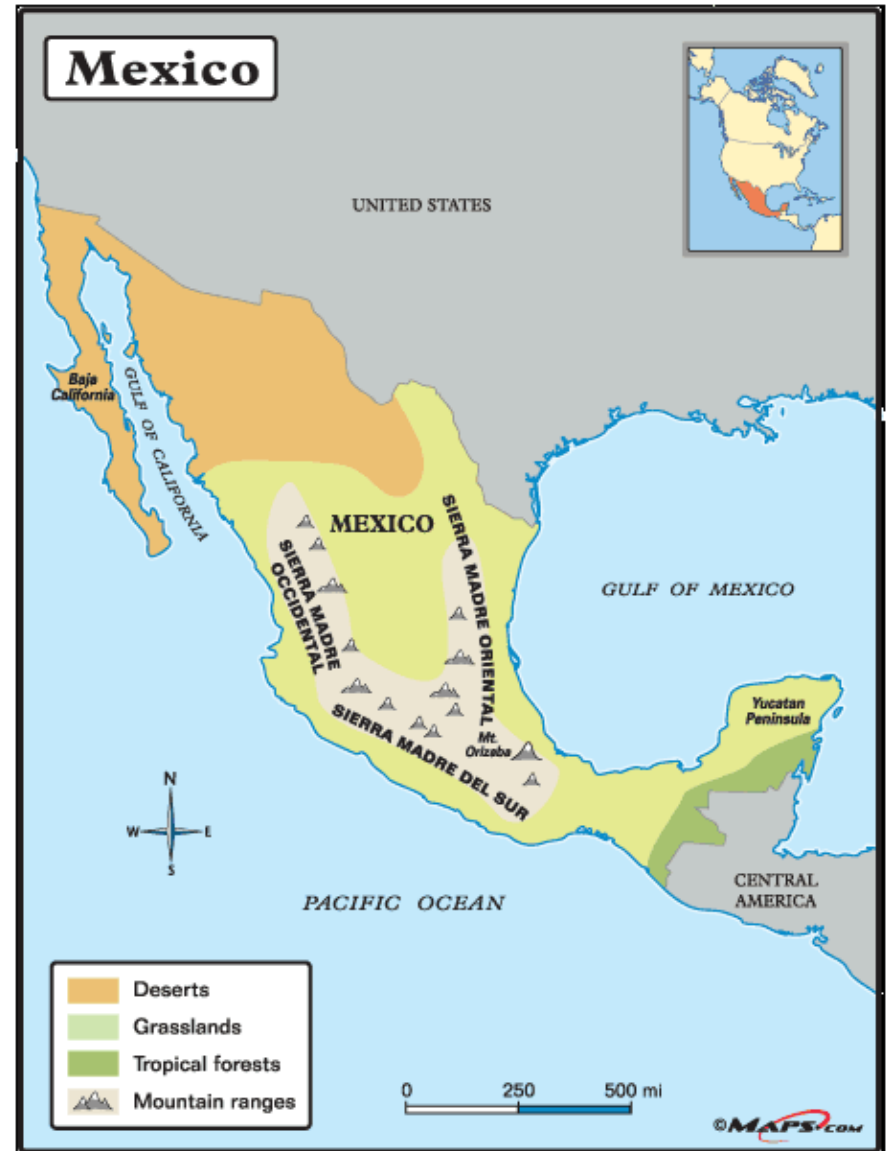 Mexico
UNITED STATES
Baja
California
GULF OF CALIFORNIA
MEXICO
SIERRA MADRE
OCCIDENTAL
SIERRA MADRE ORIENTAL
GULF OF MEXICO
Yucatan
Peninsula
Mt.
Orizaba
SIERRA MADRE DEL SUR
N
W
E
S
PACIFIC OCEAN
CENTRAL
AMERICA
Deserts
Grasslands
Tropical forests
Mountain ranges
0 250 500 mi
©MAPS.COM